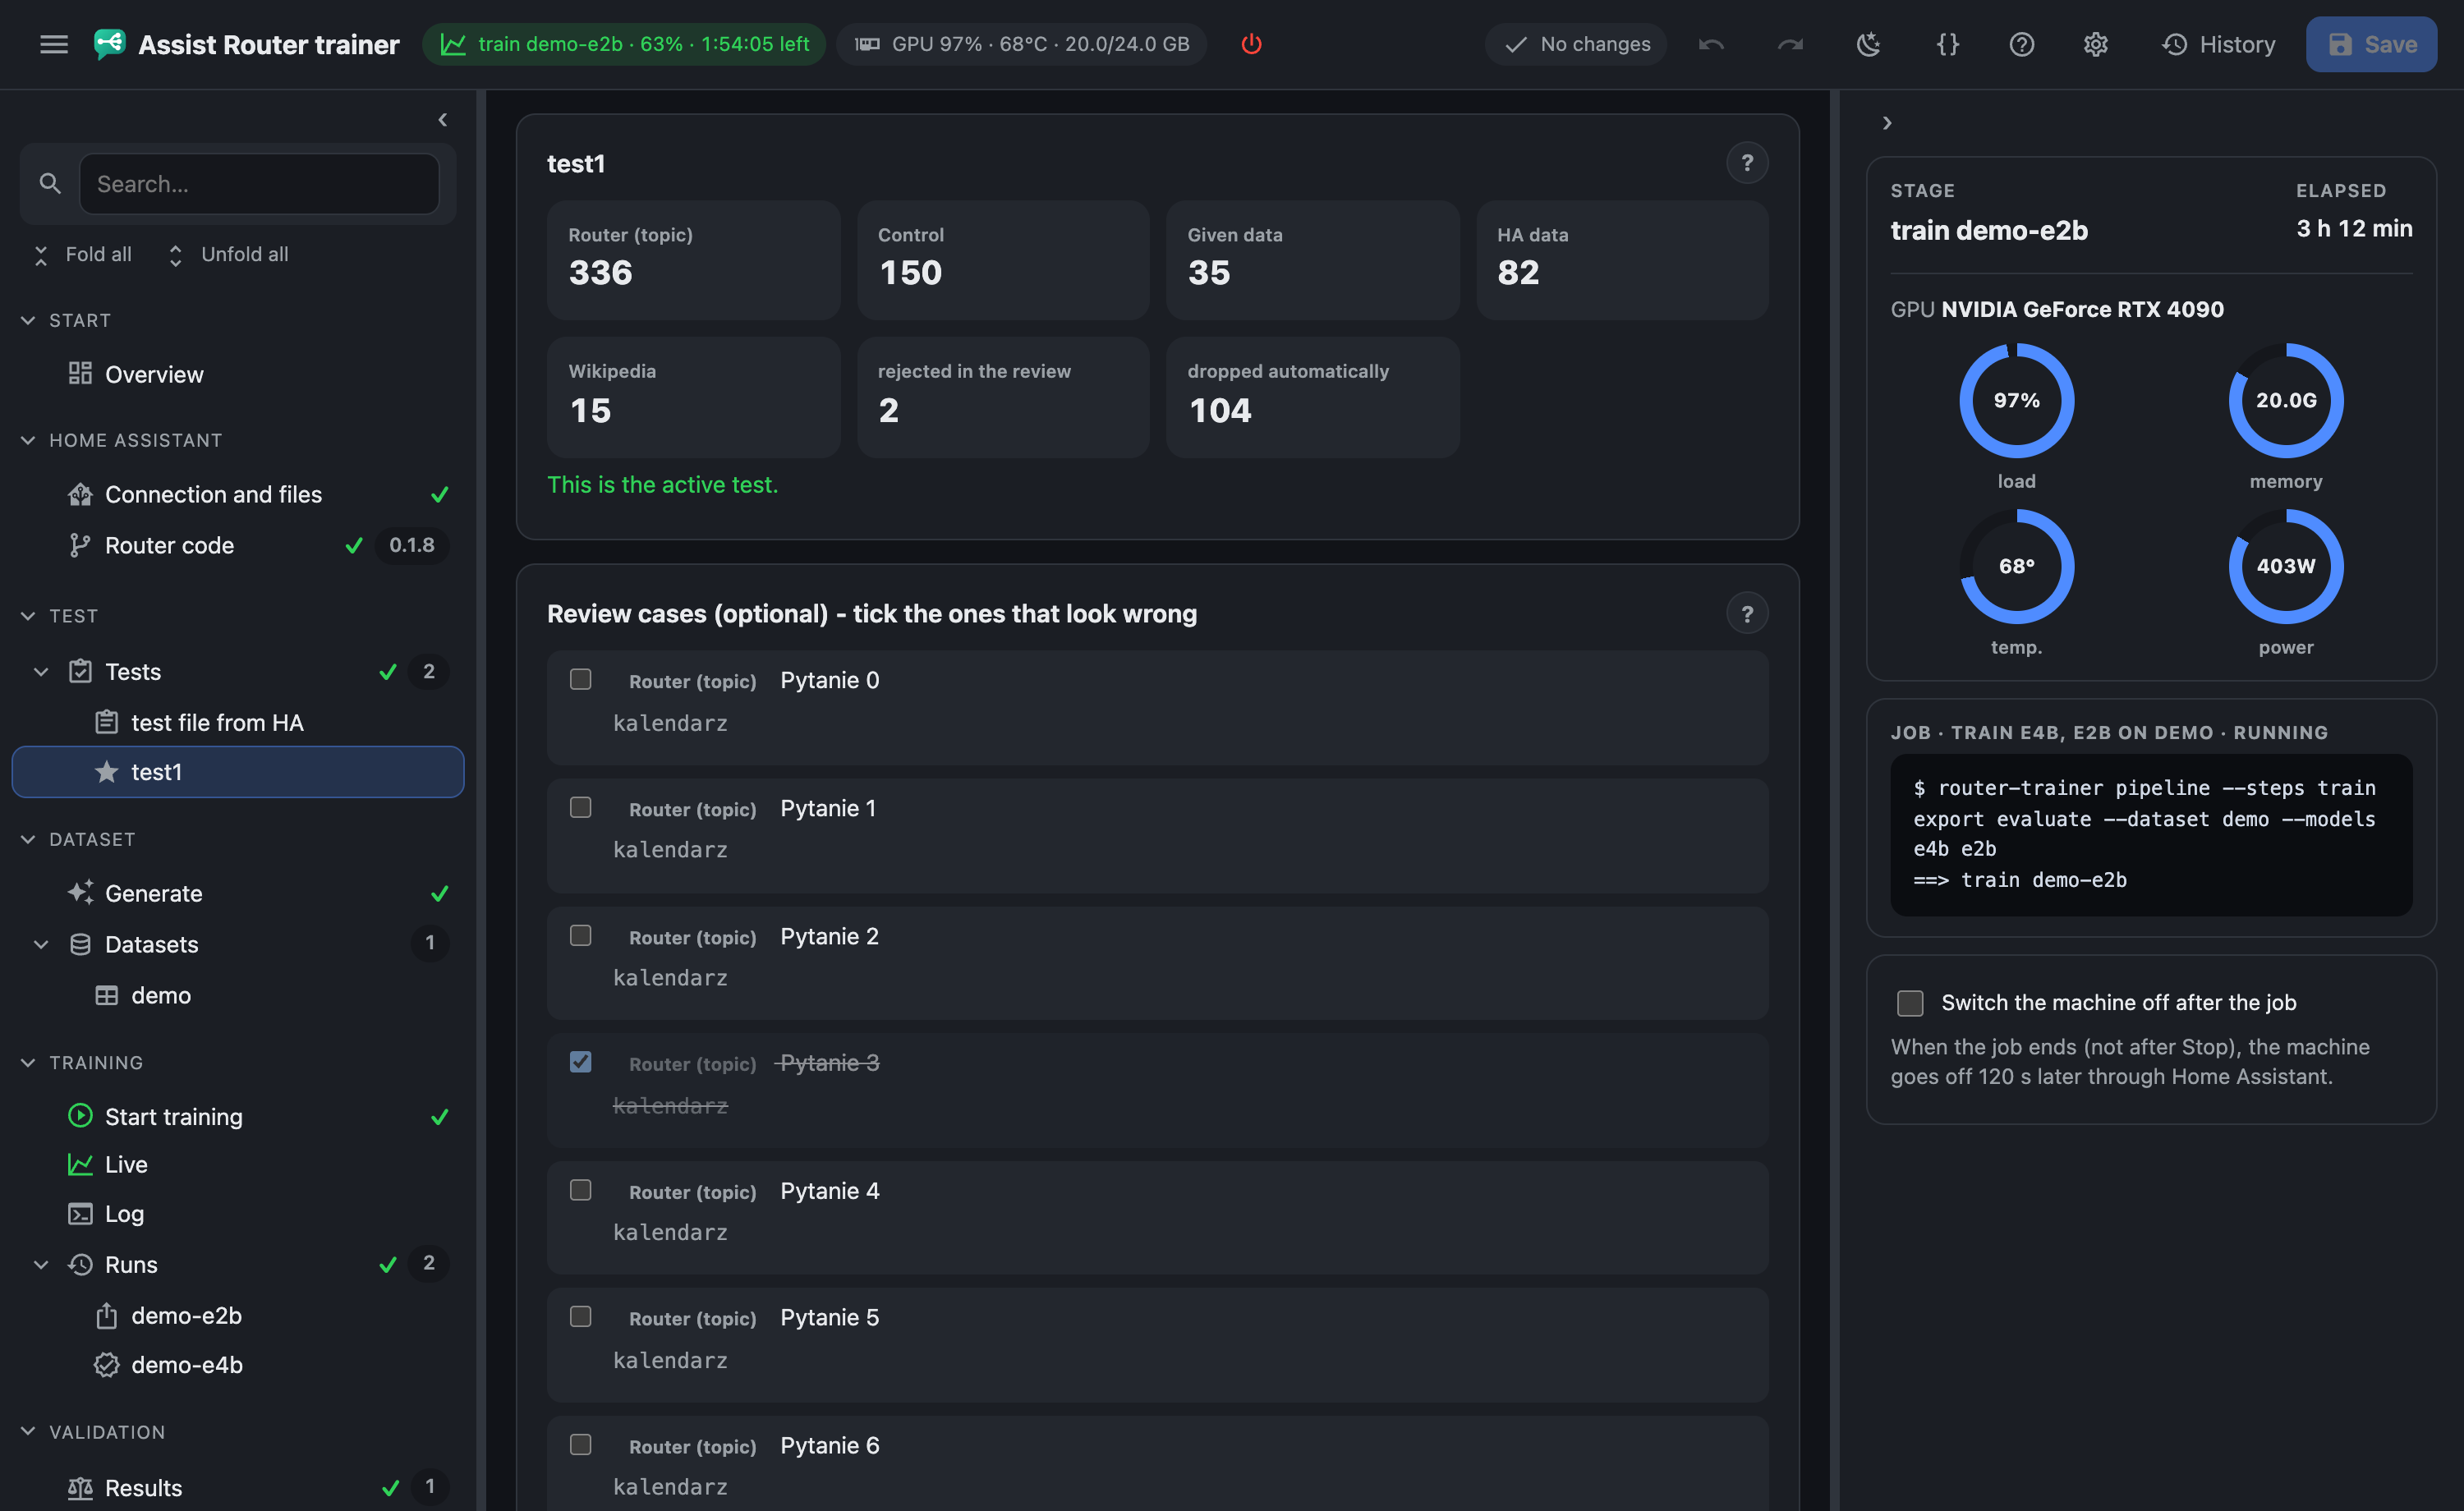 Assist Router trainer
train demo-e2b · 63% · 1:54:05 left
GPU 97% · 68°C · 20.0/24.0 GB
No changes
{}
History
Save
Search...
Fold all
Unfold all
START
Overview
HOME ASSISTANT
Connection and files
Router code
0.1.8
TEST
Tests
2
test file from HA
test1
DATASET
Generate
Datasets
1
demo
TRAINING
Start training
Live
Log
Runs
2
demo-e2b
demo-e4b
VALIDATION
Results
1
test1
?
Router (topic)
336
Control
150
Given data
35
HA data
82
Wikipedia
15
rejected in the review
2
dropped automatically
104
This is the active test.
Review cases (optional) - tick the ones that look wrong
?
Router (topic) Pytanie 0
kalendarz
Router (topic) Pytanie 1
kalendarz
Router (topic) Pytanie 2
kalendarz
Router (topic) Pytanie 3
kalendarz
Router (topic) Pytanie 4
kalendarz
Router (topic) Pytanie 5
kalendarz
Router (topic) Pytanie 6
kalendarz
STAGE
train demo-e2b
ELAPSED
3 h 12 min
GPU NVIDIA GeForce RTX 4090
97%
load
20.0G
memory
68°
temp.
403W
power
JOB · TRAIN E4B, E2B ON DEMO · RUNNING
$ router-trainer pipeline --steps train
export evaluate --dataset demo --models
e4b e2b
==> train demo-e2b
Switch the machine off after the job
When the job ends (not after Stop), the machine
goes off 120 s later through Home Assistant.